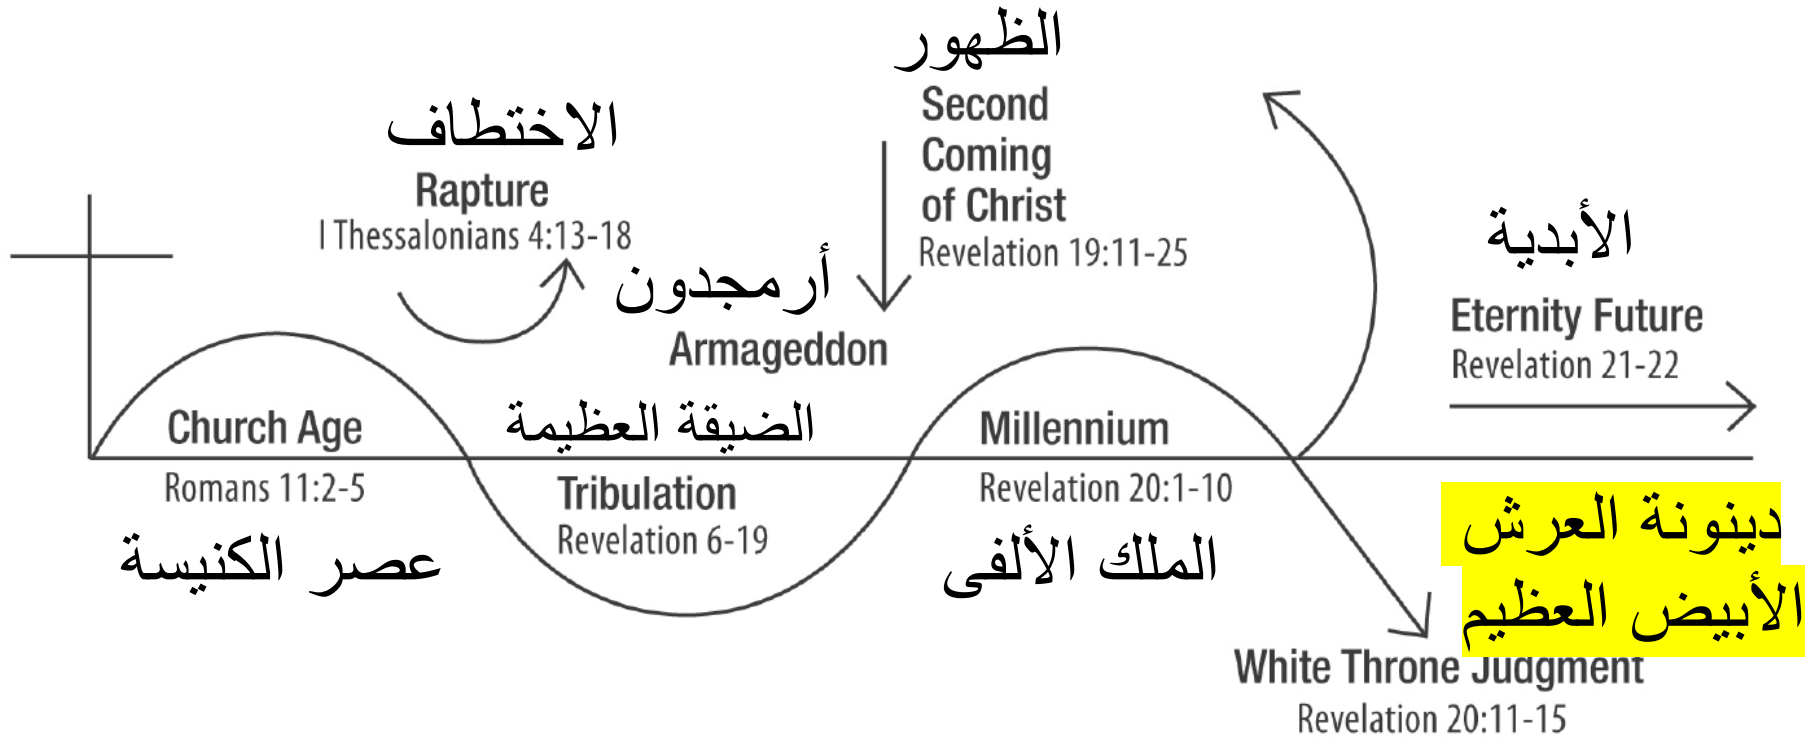 الظهور
Second
Coming
of Christ
Revelation 19:11-25
الاختطاف
Rapture
I Thessalonians 4:13-18
أرمجدون
Armageddon
الأبدية
Eternity Future
Revelation 21-22
Church Age
Romans 11:2-5
عصر الكنيسة
الضيقة العظيمة
Tribulation
Revelation 6-19
Millennium
Revelation 20:1-10
الملك الألفى
دينونة العرش
الأبيض العظيم
White Throne Judgment
Revelation 20:11-15